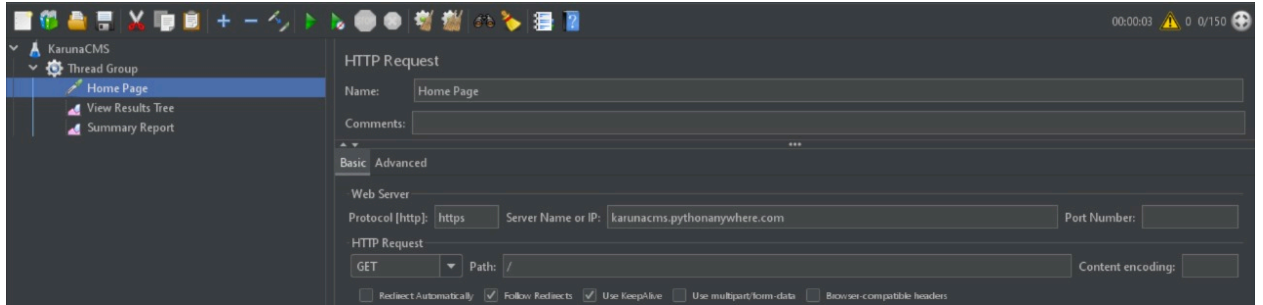 00:00:03 0 0/150
KarunaCMS
Thread Group
Home Page
View Results Tree
Summary Report
HTTP Request
Name: Home Page
Comments:
Basic Advanced
Web Server
Protocol [http]: https Server Name or IP: karunacms.pythonanywhere.com Port Number:
HTTP Request
GET Path: / Content encoding:
Redirect Automatically Follow Redirects Use KeepAlive Use multipart/form-data Browser-compatible headers